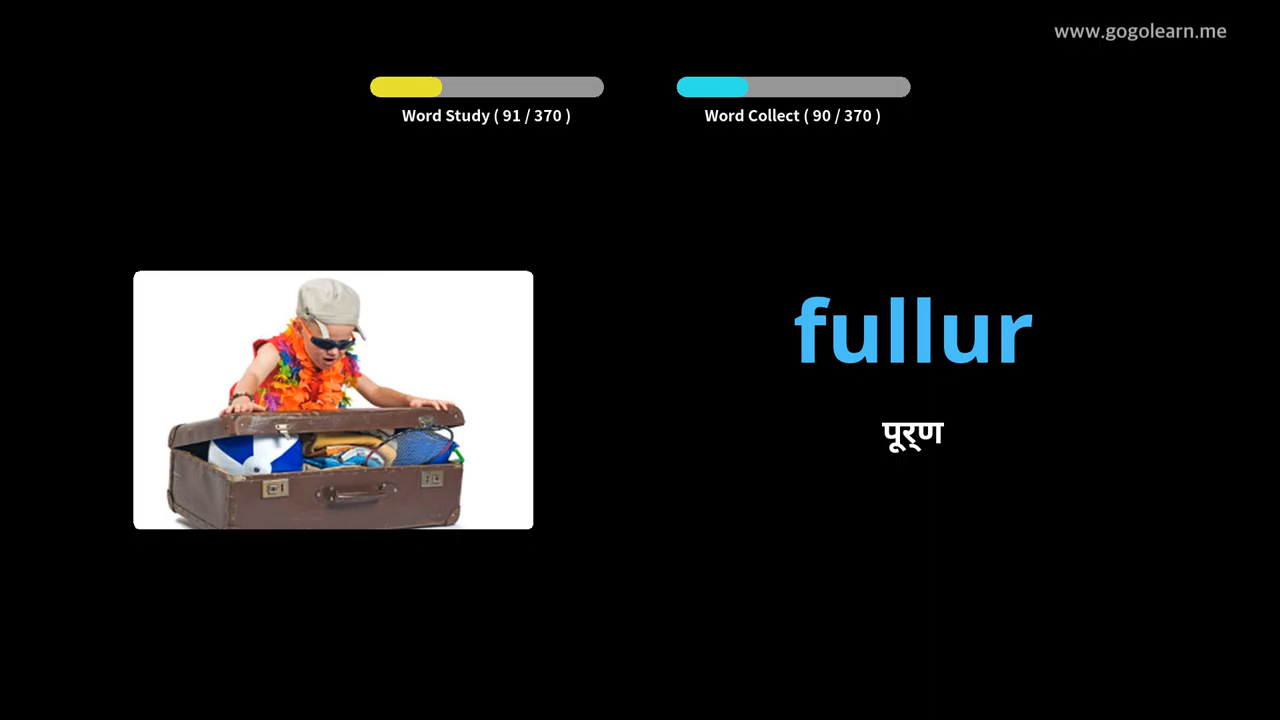 www.gogolearn.me
Word Study ( 91 / 370 )
Word Collect ( 90 / 370 )
fullur
पूर्ण